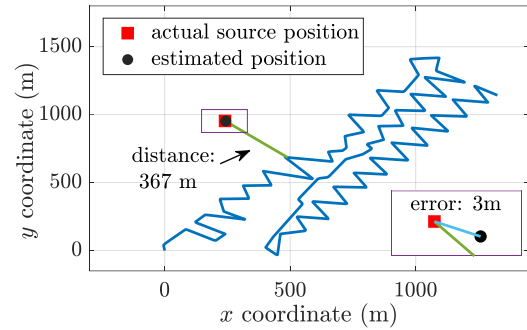 1500
1000
500
0
y coordinate (m)
actual source position
estimated position
distance:
367 m
error: 3m
0
500
1000
x coordinate (m)